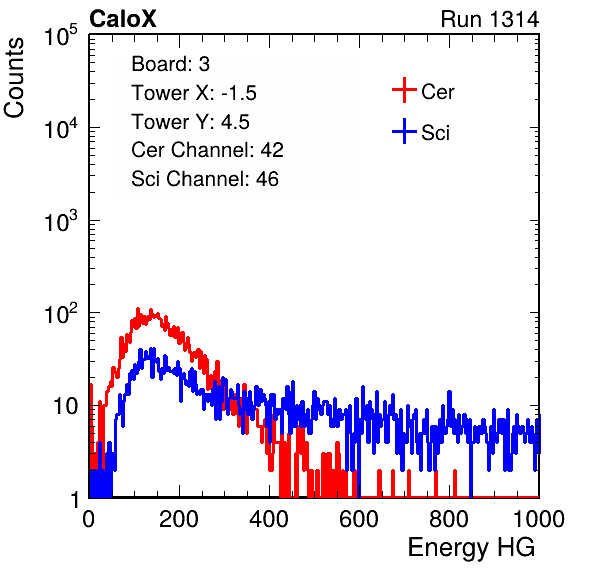 CaloX Run 1314
Counts
Board: 3
Tower X: -1.5
Tower Y: 4.5
Cer Channel: 42
Sci Channel: 46
Cer
Sci
10^5
10^4
10^3
10^2
10
1
0 200 400 600 800 1000
Energy HG